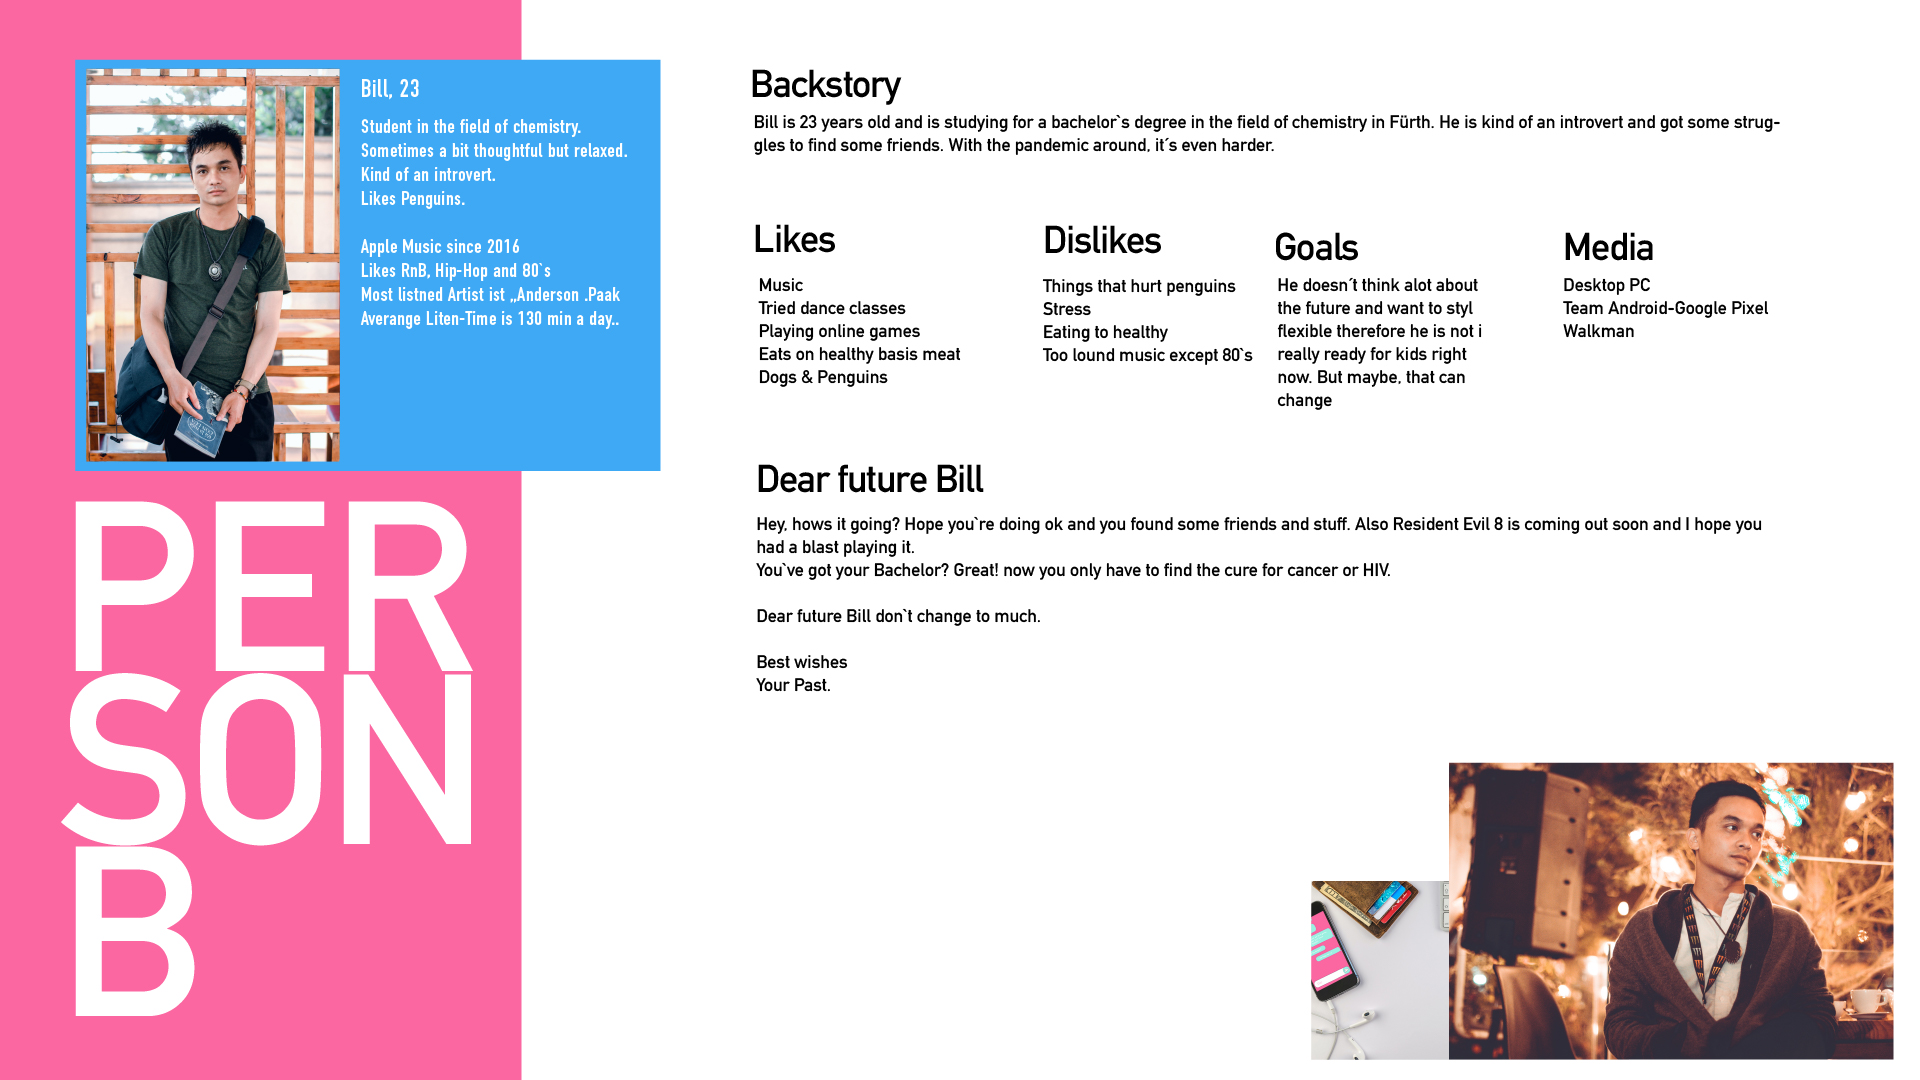 Bill, 23
Student in the field of chemistry.
Sometimes a bit thoughtful but relaxed.
Kind of an introvert.
Likes Penguins.
Apple Music since 2016
Likes RnB, Hip-Hop and 80`s
Most listned Artist ist „Anderson .Paak
Averange Liten-Time is 130 min a day..
PER
SON
B
Backstory
Bill is 23 years old and is studying for a bachelor`s degree in the field of chemistry in Fürth. He is kind of an introvert and got some strug-
gles to find some friends. With the pandemic around, it´s even harder.
Likes
Music
Tried dance classes
Playing online games
Eats on healthy basis meat
Dogs & Penguins
Dislikes
Things that hurt penguins
Stress
Eating to healthy
Too lound music except 80`s
Goals
He doesn´t think alot about
the future and want to styl
flexible therefore he is not i
really ready for kids right
now. But maybe, that can
change
Media
Desktop PC
Team Android-Google Pixel
Walkman
Dear future Bill
Hey, hows it going? Hope you`re doing ok and you found some friends and stuff. Also Resident Evil 8 is coming out soon and I hope you
had a blast playing it.
You`ve got your Bachelor? Great! now you only have to find the cure for cancer or HIV.
Dear future Bill don`t change to much.
Best wishes
Your Past.